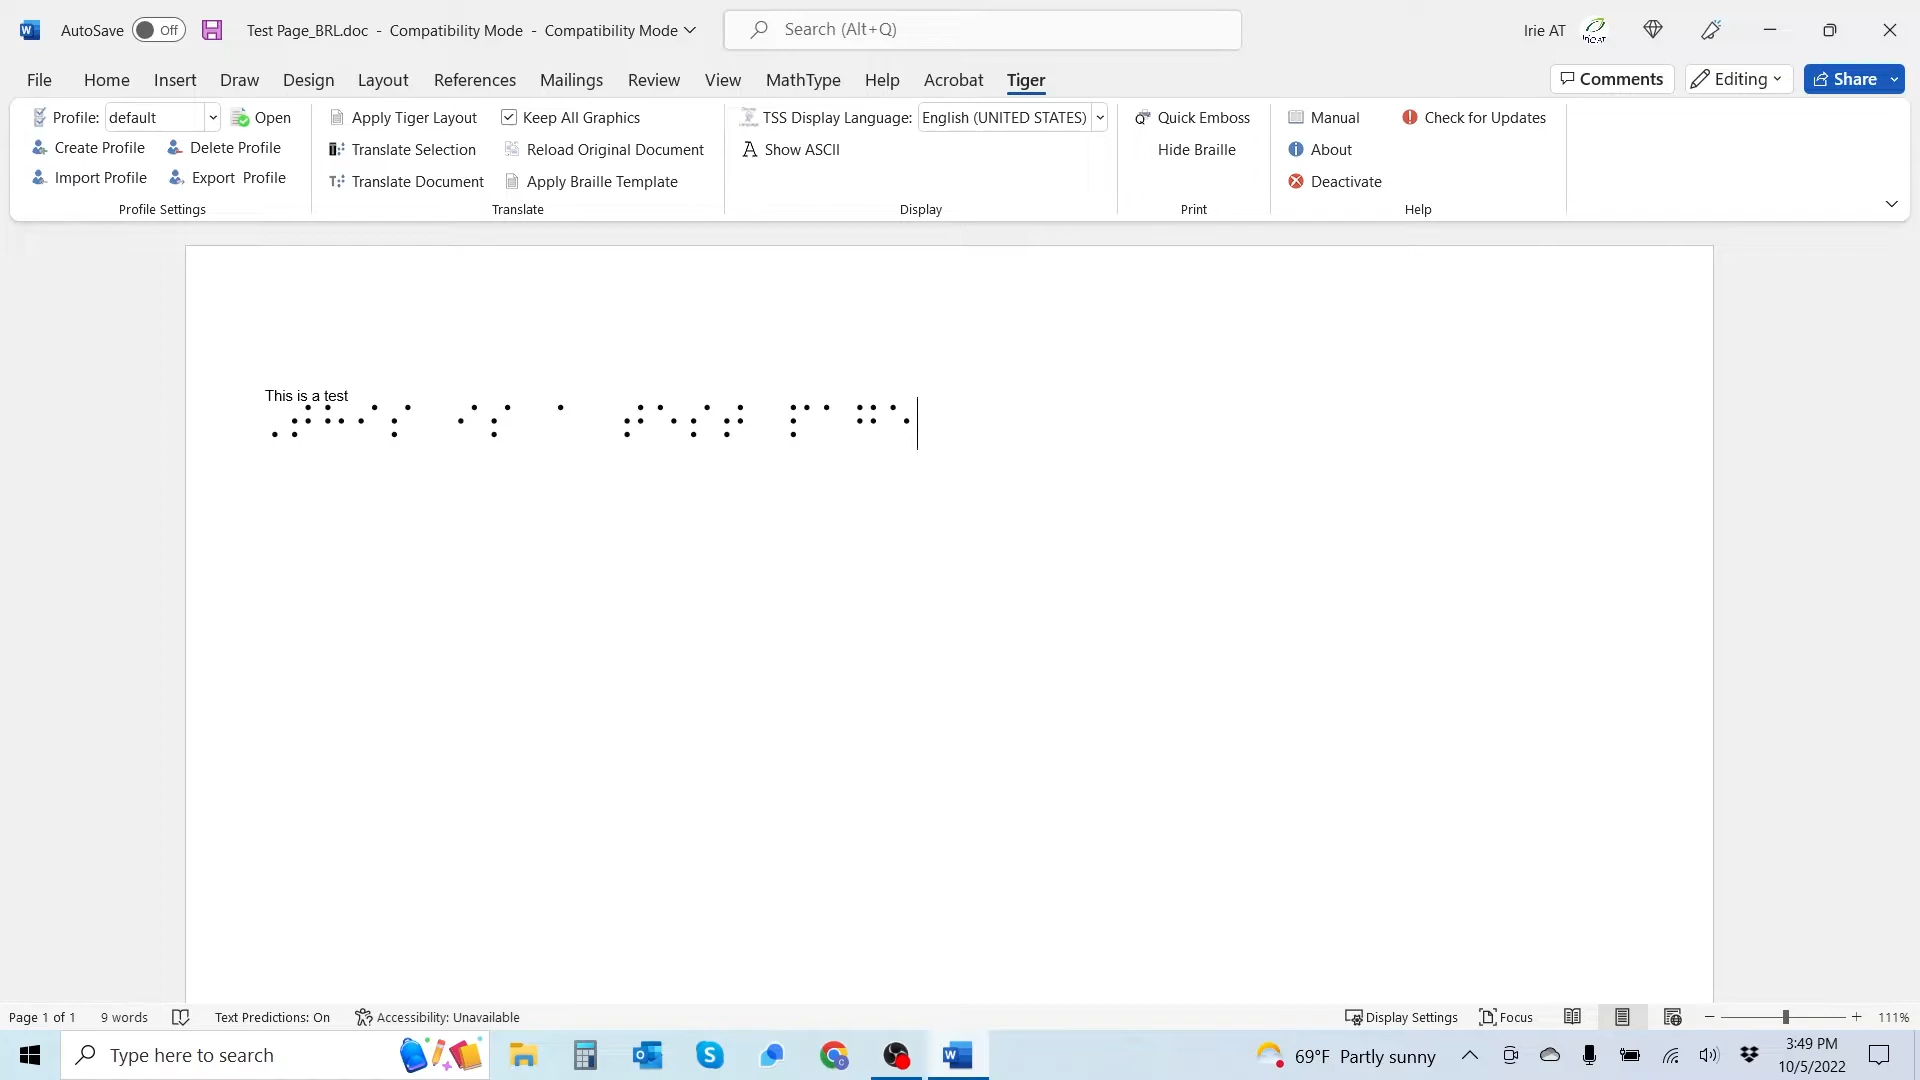 AutoSave Off Test Page_BRL.doc - Compatibility Mode - Compatibility Mode Search (Alt+Q) Irie AT
File Home Insert Draw Design Layout References Mailings Review View MathType Help Acrobat Tiger Comments Editing Share
Profile: default Open
Create Profile Delete Profile
Import Profile Export Profile
Profile Settings
Apply Tiger Layout Keep All Graphics
Translate Selection Reload Original Document
Translate Document Apply Braille Template
Translate
TSS Display Language: English (UNITED STATES)
Show ASCII
Display
Quick Emboss
Hide Braille
Print
Manual Check for Updates
About
Deactivate
Help
This is a test
⠠⠞⠓⠊⠎ ⠊⠎ ⠁ ⠞⠑⠎⠞ ⠏⠁⠛⠑
Page 1 of 1 9 words Text Predictions: On Accessibility: Unavailable Display Settings Focus 111%
Type here to search 69°F Partly sunny 3:49 PM
10/5/2022